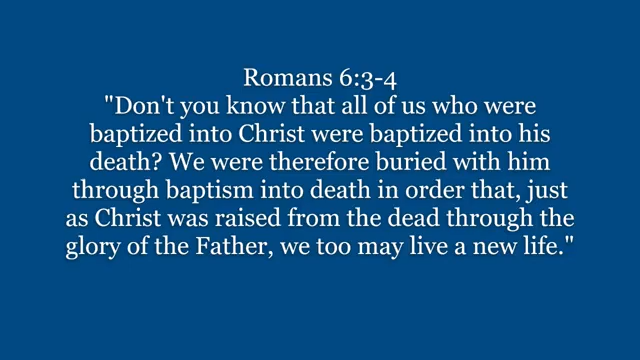 Romans 6:3-4
"Don't you know that all of us who were
baptized into Christ were baptized into his
death? We were therefore buried with him
through baptism into death in order that, just
as Christ was raised from the dead through the
glory of the Father, we too may live a new life."